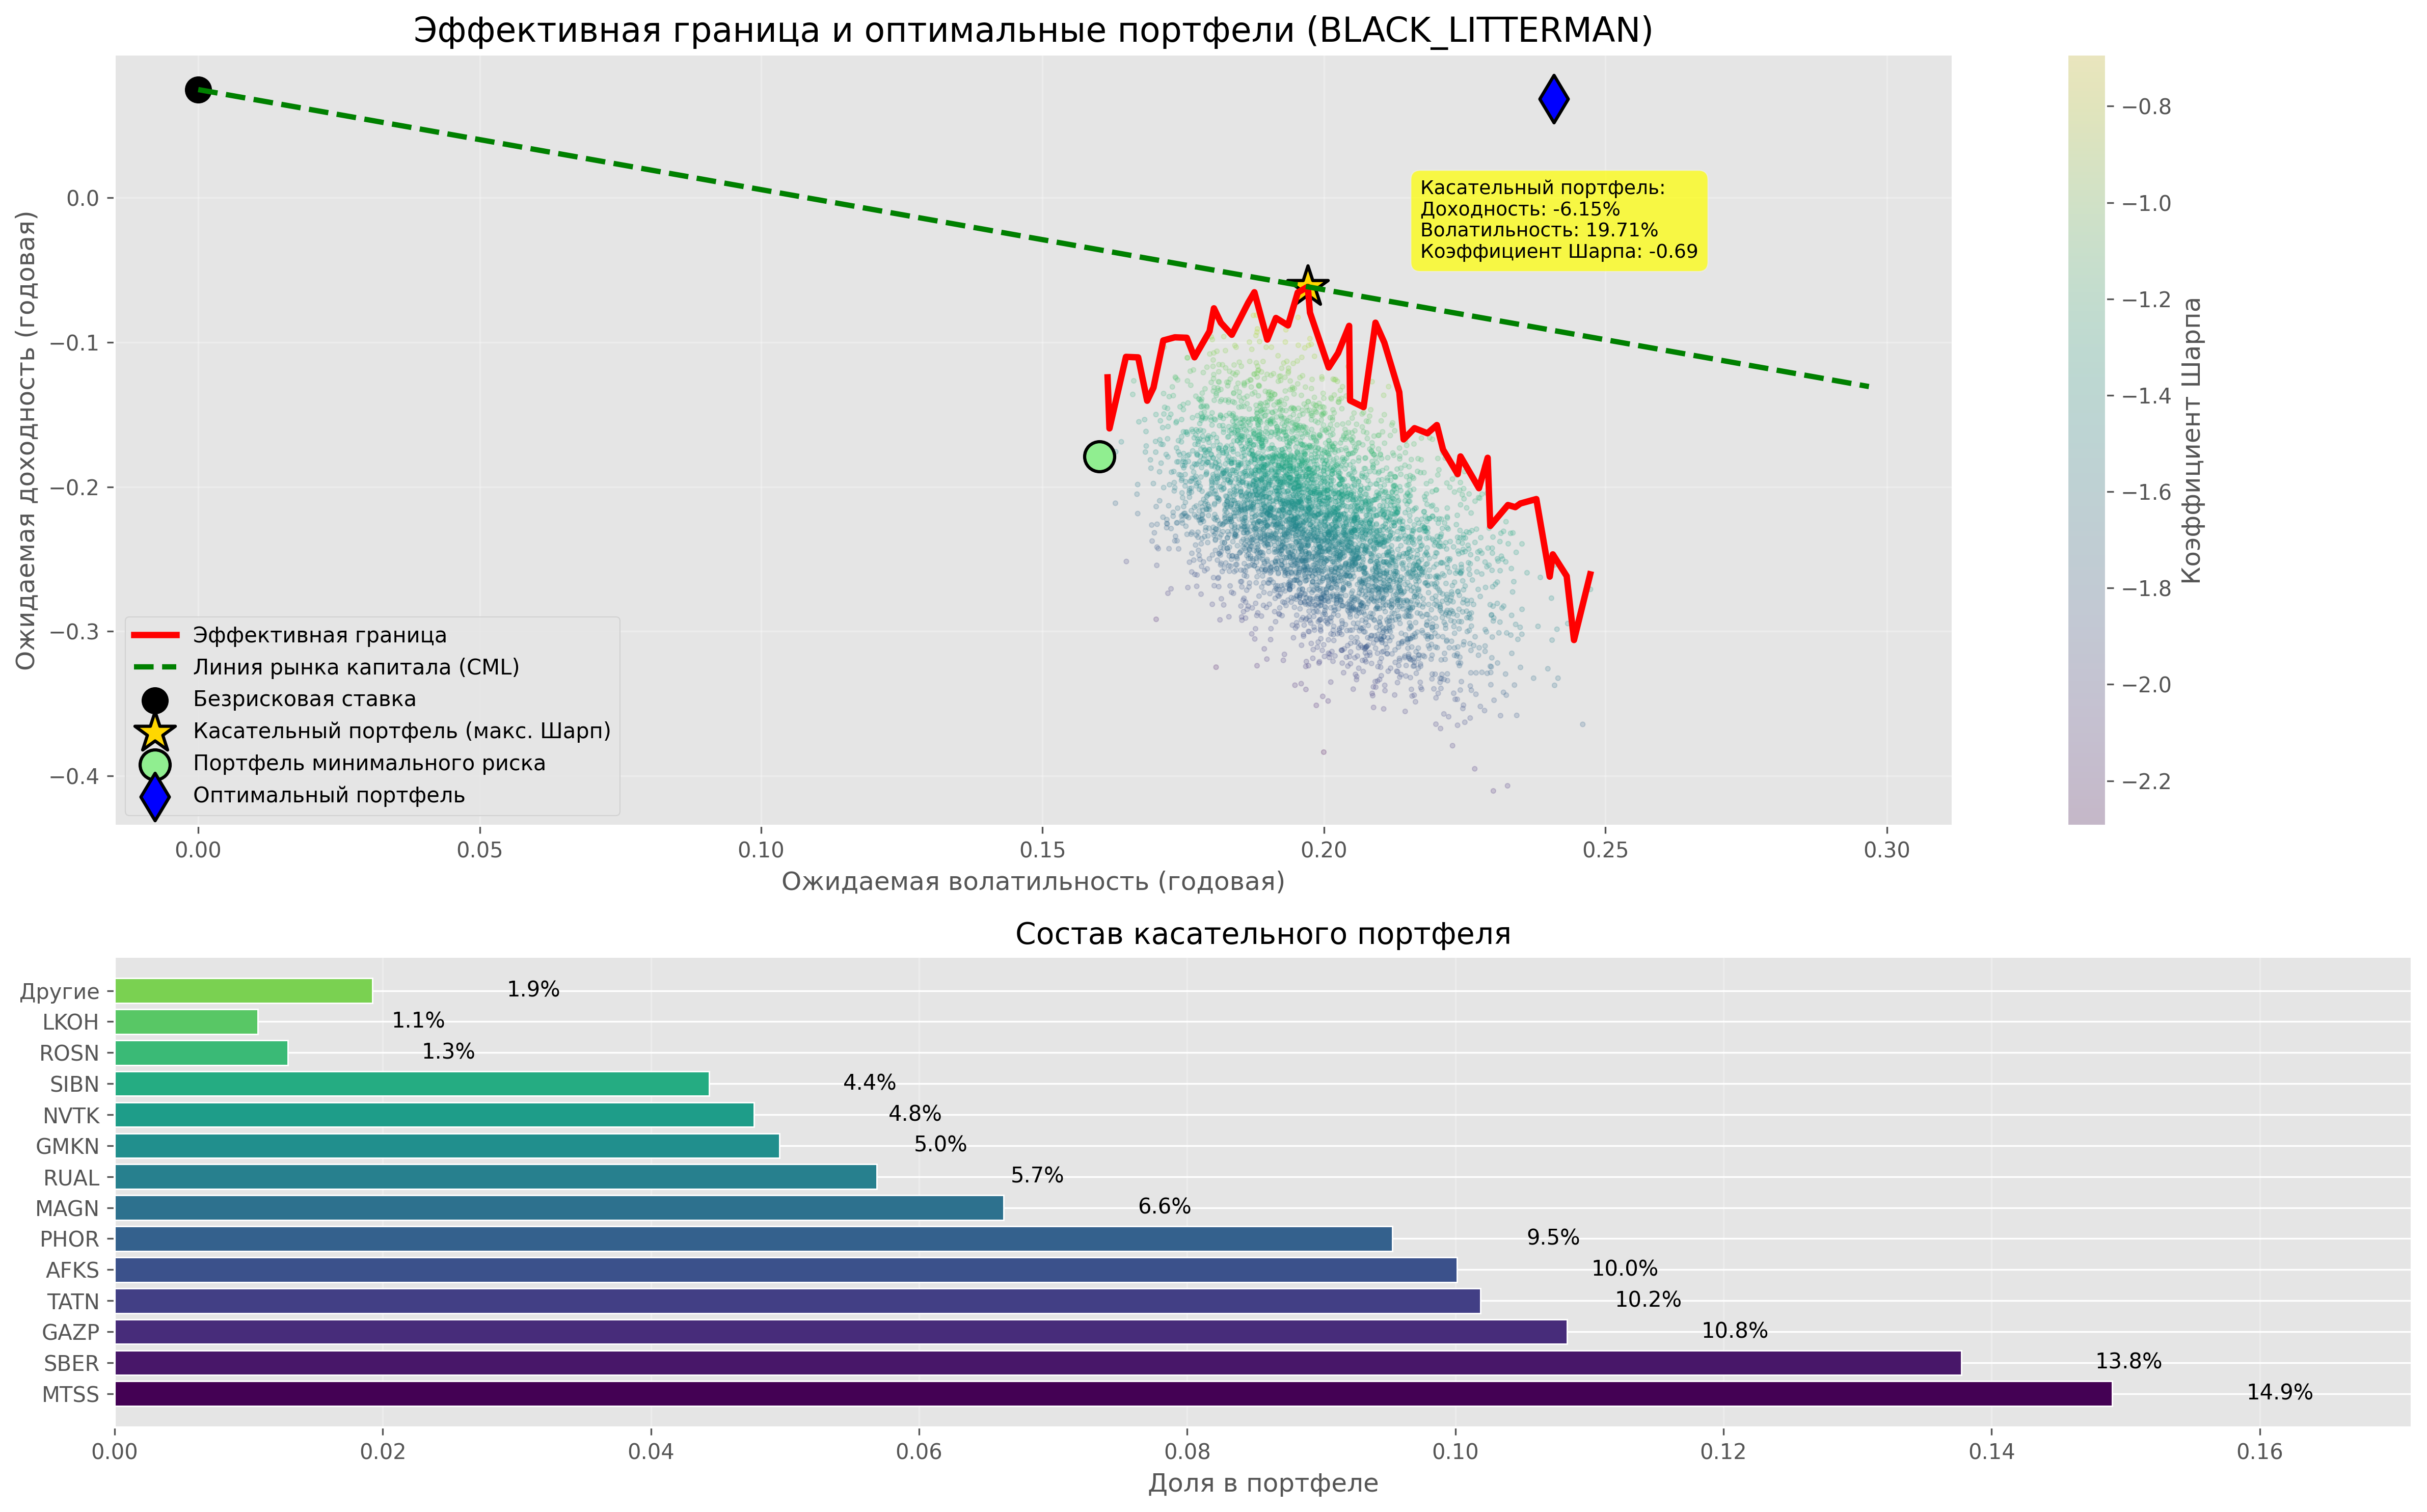 Эффективная граница и оптимальные портфели (BLACK_LITTERMAN)
Ожидаемая доходность (годовая)
0.0
−0.1
−0.2
−0.3
−0.4
Касательный портфель:
Доходность: -6.15%
Волатильность: 19.71%
Коэффициент Шарпа: -0.69
Эффективная граница
Линия рынка капитала (CML)
Безрисковая ставка
Касательный портфель (макс. Шарп)
Портфель минимального риска
Оптимальный портфель
0.00 0.05 0.10 0.15 0.20 0.25 0.30
Ожидаемая волатильность (годовая)
−0.8
−1.0
−1.2
−1.4
−1.6
−1.8
−2.0
−2.2
Коэффициент Шарпа
Состав касательного портфеля
Другие 1.9%
LKOH 1.1%
ROSN 1.3%
SIBN 4.4%
NVTK 4.8%
GMKN 5.0%
RUAL 5.7%
MAGN 6.6%
PHOR 9.5%
AFKS 10.0%
TATN 10.2%
GAZP 10.8%
SBER 13.8%
MTSS 14.9%
0.00 0.02 0.04 0.06 0.08 0.10 0.12 0.14 0.16
Доля в портфеле